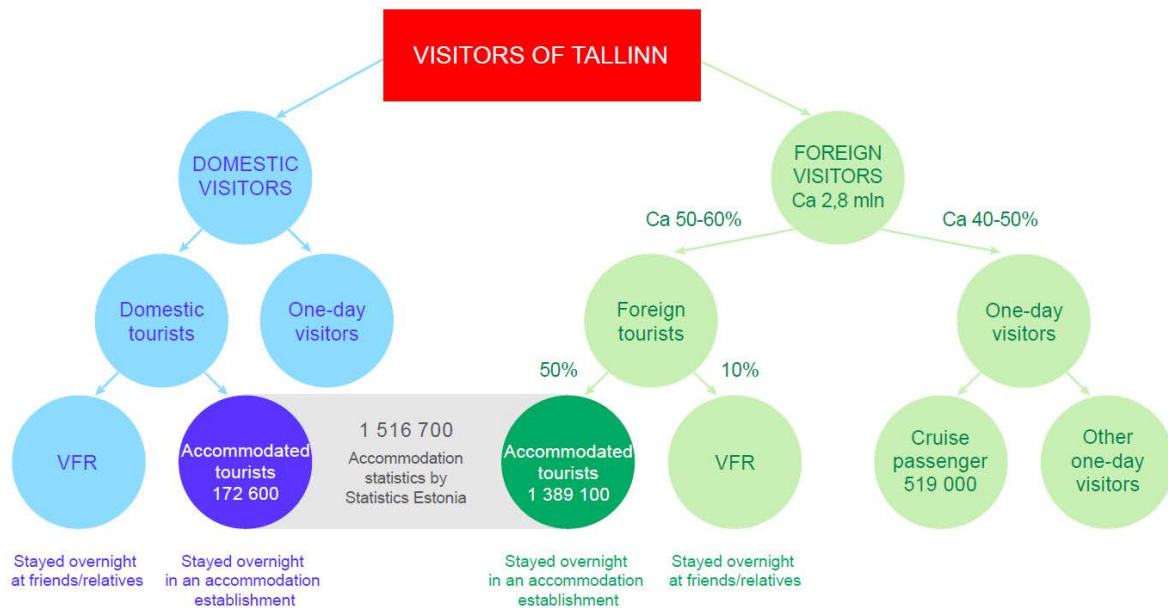 VISITORS OF TALLINN
DOMESTIC
VISITORS
FOREIGN
VISITORS
Ca 2,8 mln
Ca 50-60%
Ca 40-50%
Domestic
tourists
One-day
visitors
Foreign
tourists
One-day
visitors
50%
10%
VFR
Accommodated
tourists
172 600
1 516 700
Accommodation
statistics by
Statistics Estonia
Accommodated
tourists
1 389 100
VFR
Cruise
passenger
519 000
Other
one-day
visitors
Stayed overnight
at friends/relatives
Stayed overnight
in an accommodation
establishment
Stayed overnight
in an accommodation
establishment
Stayed overnight
at friends/relatives